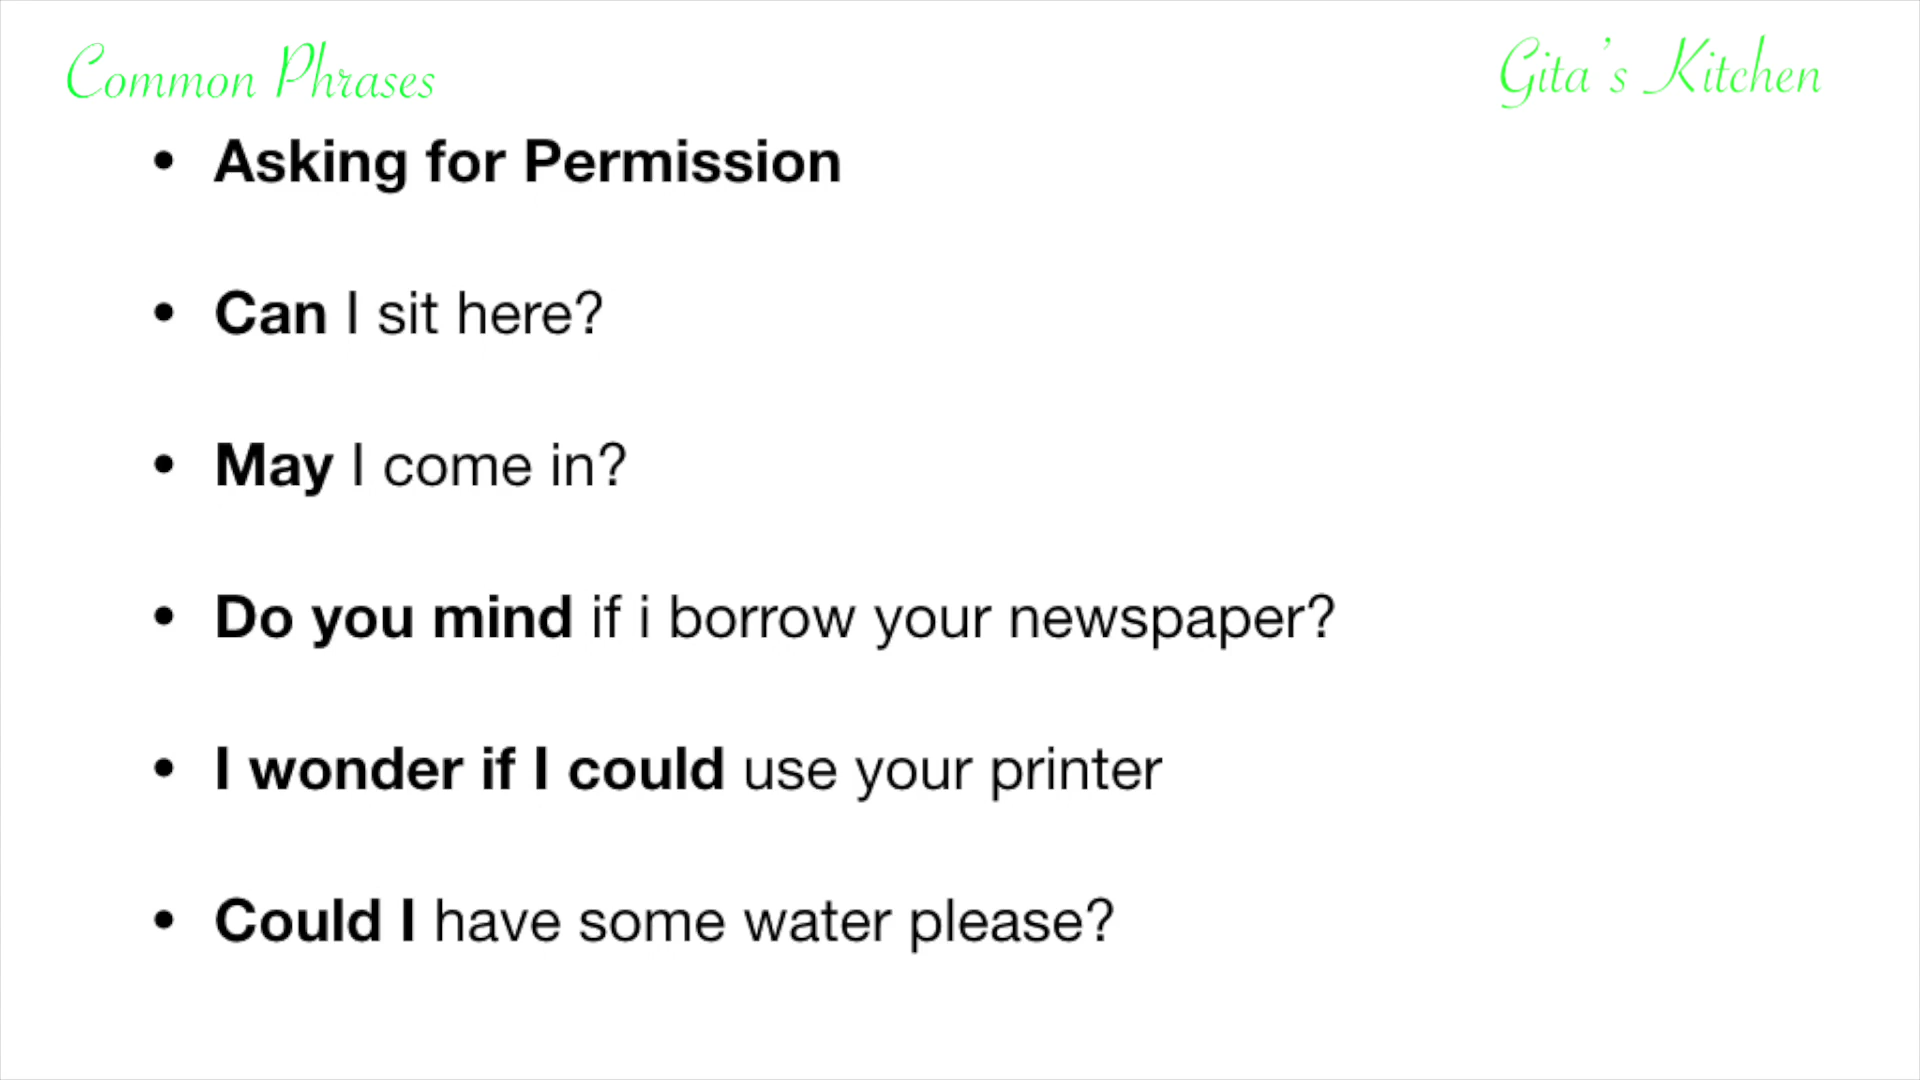 Common Phrases
Gita's Kitchen
• Asking for Permission
• Can I sit here?
• May I come in?
• Do you mind if i borrow your newspaper?
• I wonder if I could use your printer
• Could I have some water please?